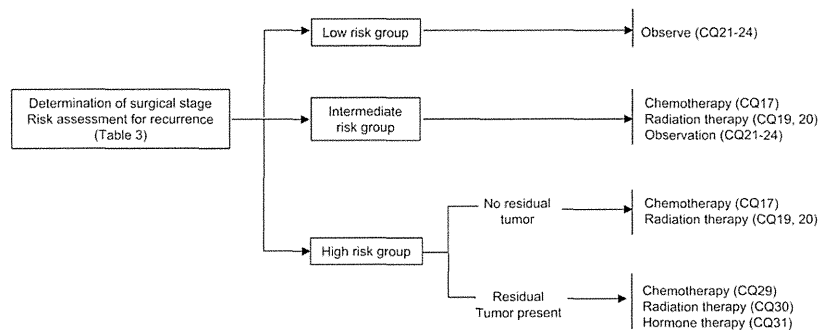 Low risk group
Observe (CQ21-24)
Determination of surgical stage
Risk assessment for recurrence
(Table 3)
Intermediate
risk group
Chemotherapy (CQ17)
Radiation therapy (CQ19, 20)
Observation (CQ21-24)
No residual
tumor
Chemotherapy (CQ17)
Radiation therapy (CQ19, 20)
High risk group
Residual
Tumor present
Chemotherapy (CQ29)
Radiation therapy (CQ30)
Hormone therapy (CQ31)